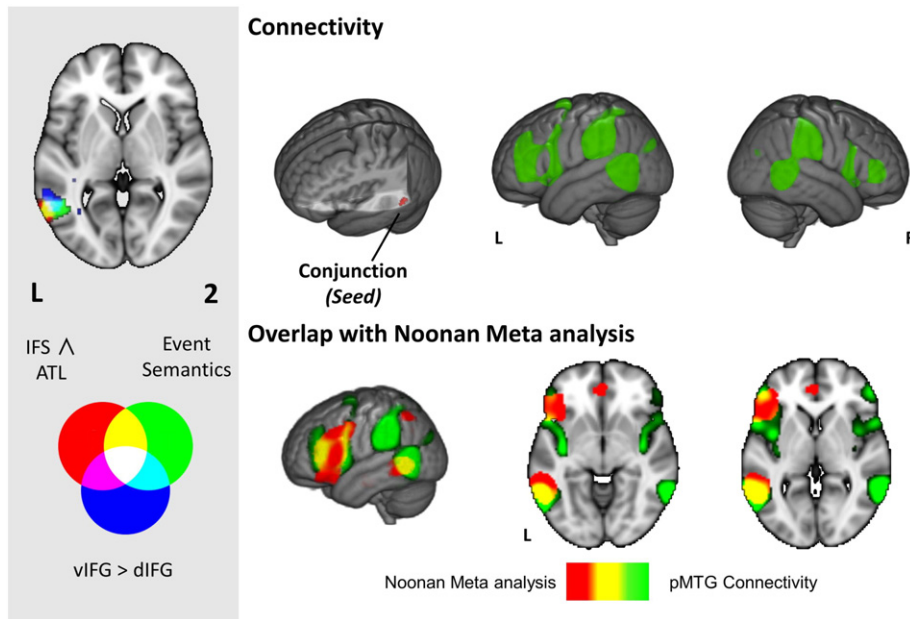 Connectivity
L
R
Conjunction
(Seed)
L 2
Overlap with Noonan Meta analysis
IFS ∧
ATL
Event
Semantics
vIFG > dIFG
L
Noonan Meta analysis
pMTG Connectivity